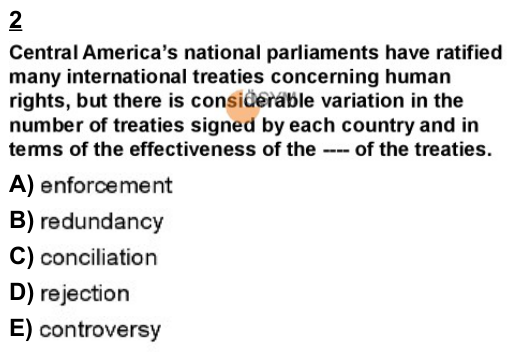 2
Central America's national parliaments have ratified
many international treaties concerning human
rights, but there is considerable variation in the
number of treaties signed by each country and in
terms of the effectiveness of the ---- of the treaties.
A) enforcement
B) redundancy
C) conciliation
D) rejection
E) controversy